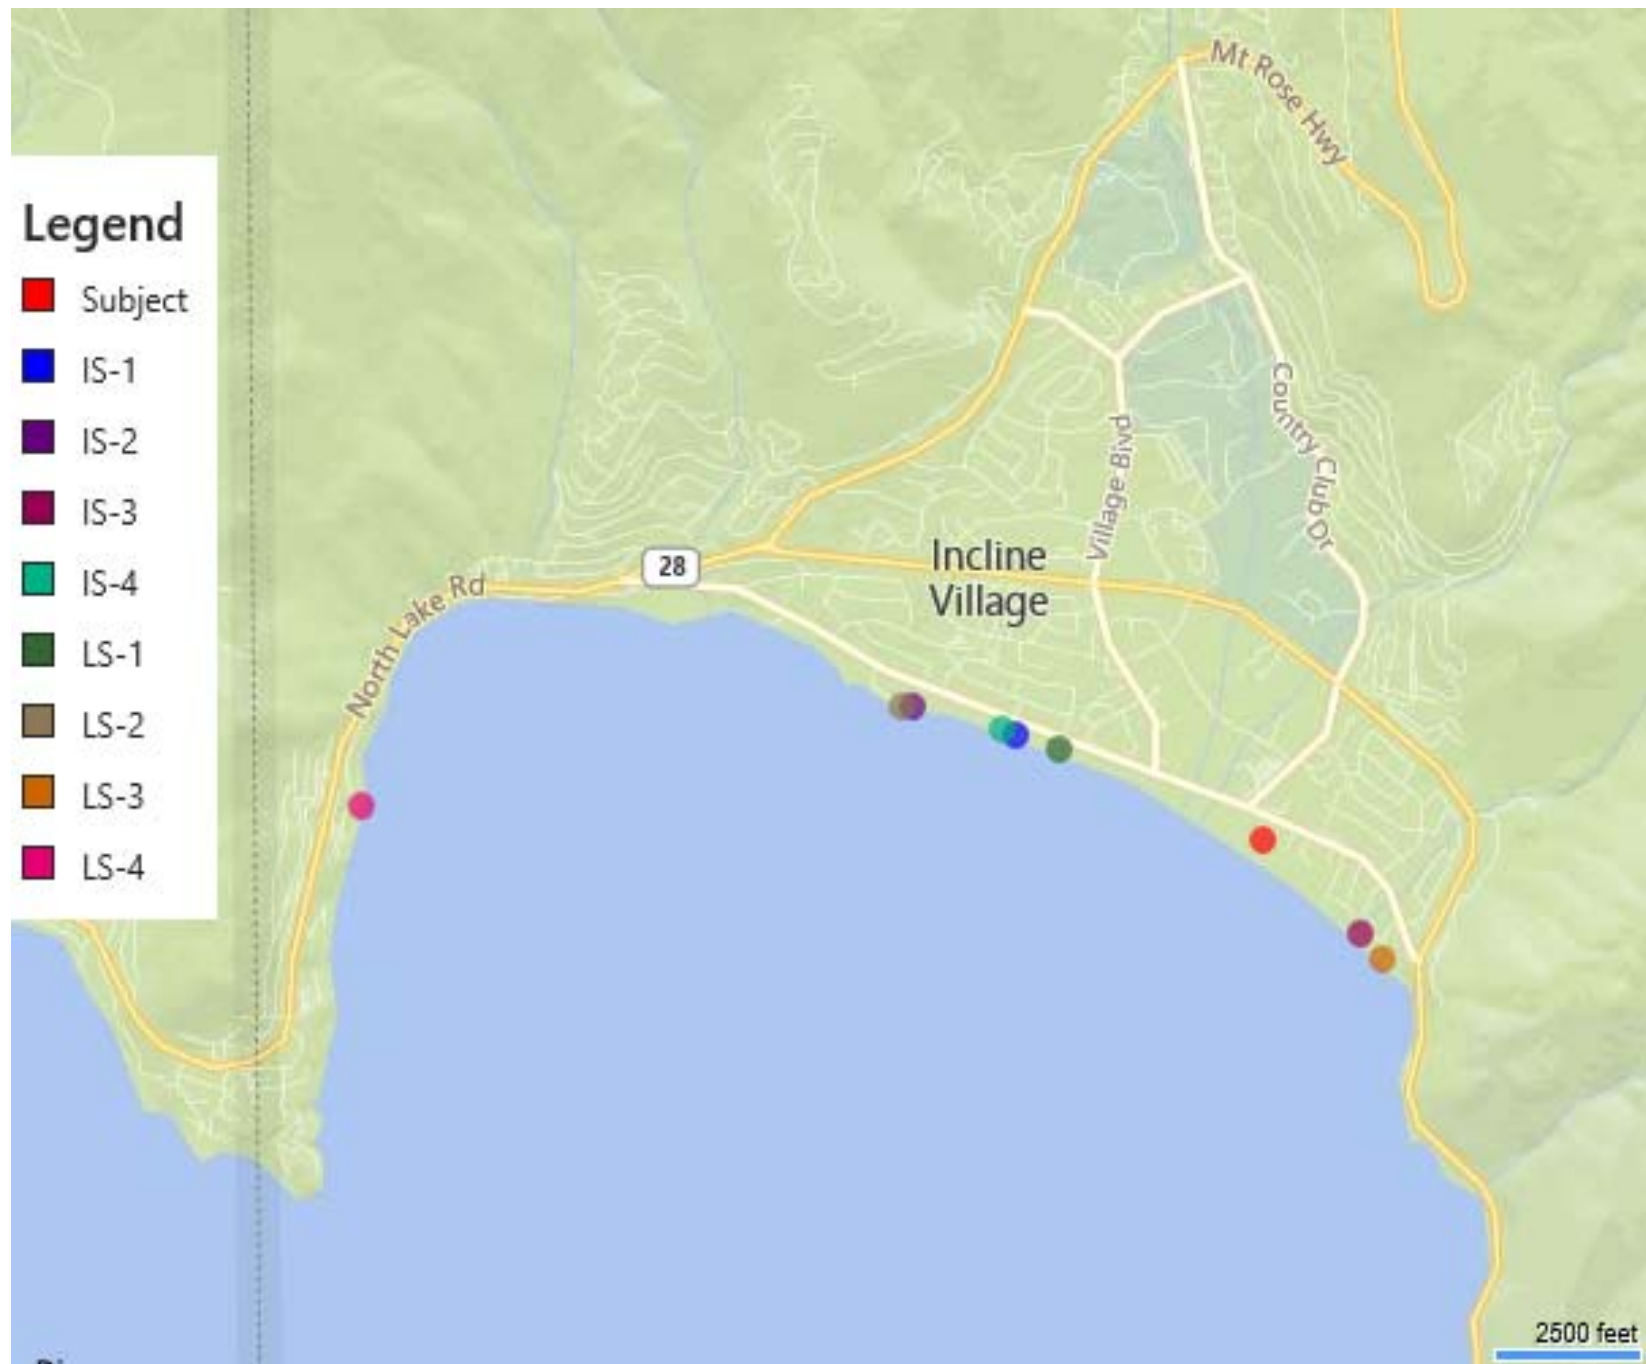 Mt Rose Hwy
Legend
Subject
IS-1
IS-2
IS-3
IS-4
LS-1
LS-2
LS-3
LS-4
Country Club Dr
Village Blvd
Incline
Village
28
North Lake Rd
2500 feet